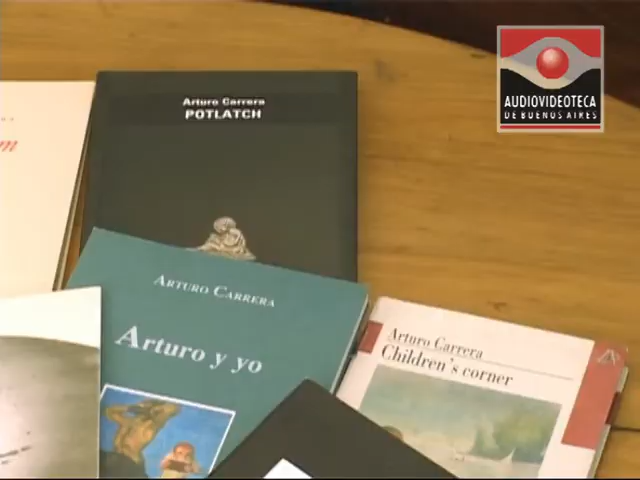 AUDIOVIDEOTECA
DE BUENOS AIRES
Arturo Carrera
POTLATCH
m
ARTURO CARRERA
Arturo y yo
Arturo Carrera
Children's corner